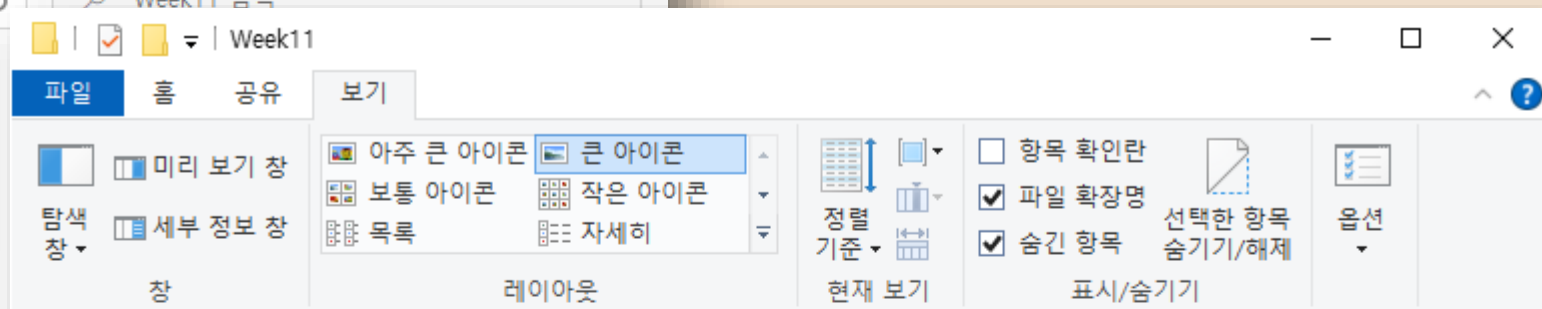 Week11
파일 홈 공유 보기
탐색 창
미리 보기 창
세부 정보 창
창
아주 큰 아이콘 큰 아이콘
보통 아이콘 작은 아이콘
목록 자세히
레이아웃
정렬 기준
현재 보기
항목 확인란
파일 확장명
숨긴 항목
선택한 항목
숨기기/해제
표시/숨기기
옵션